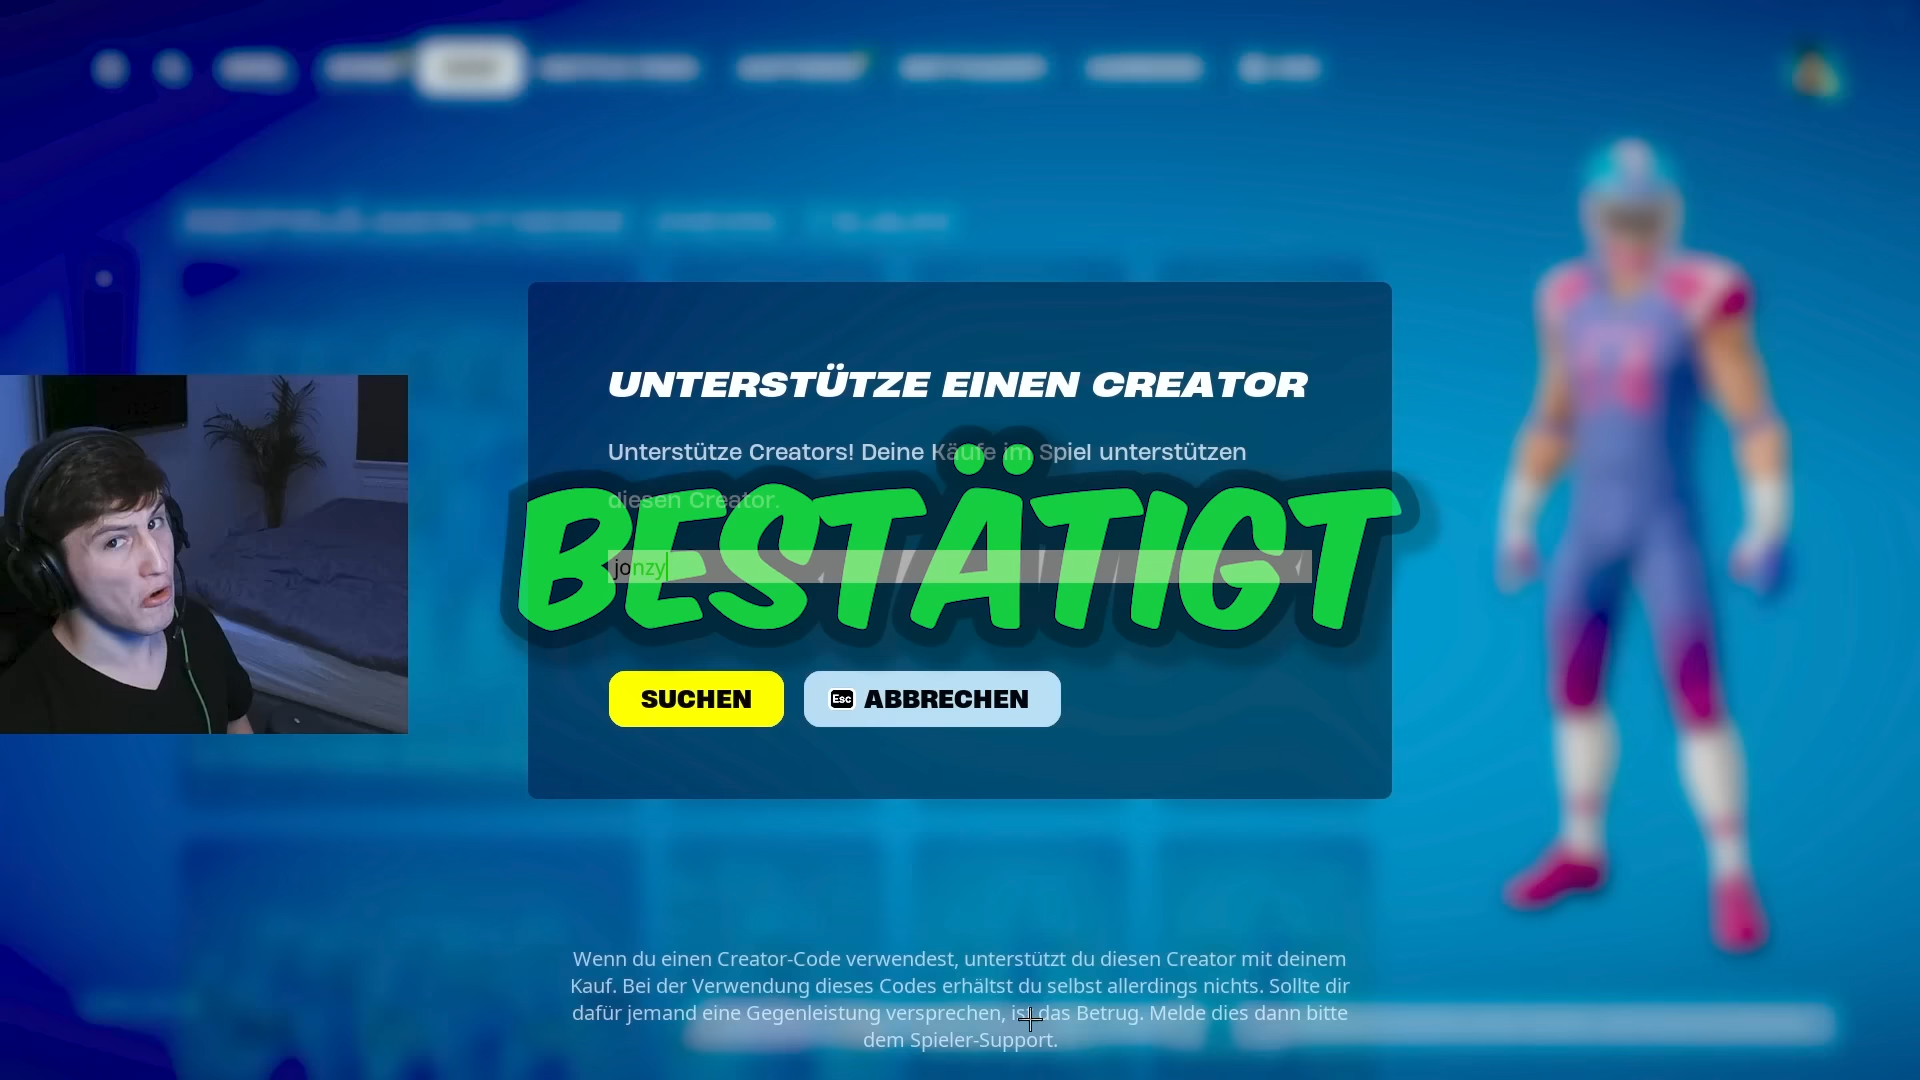 UNTERSTÜTZE EINEN CREATOR
Unterstütze Creators! Deine Käufe im Spiel unterstützen
diesen Creator.
BESTÄTIGT
jonzy
SUCHEN
Esc ABBRECHEN
Wenn du einen Creator-Code verwendest, unterstützt du diesen Creator mit deinem
Kauf. Bei der Verwendung dieses Codes erhältst du selbst allerdings nichts. Sollte dir
dafür jemand eine Gegenleistung versprechen, ist das Betrug. Melde dies dann bitte
dem Spieler-Support.